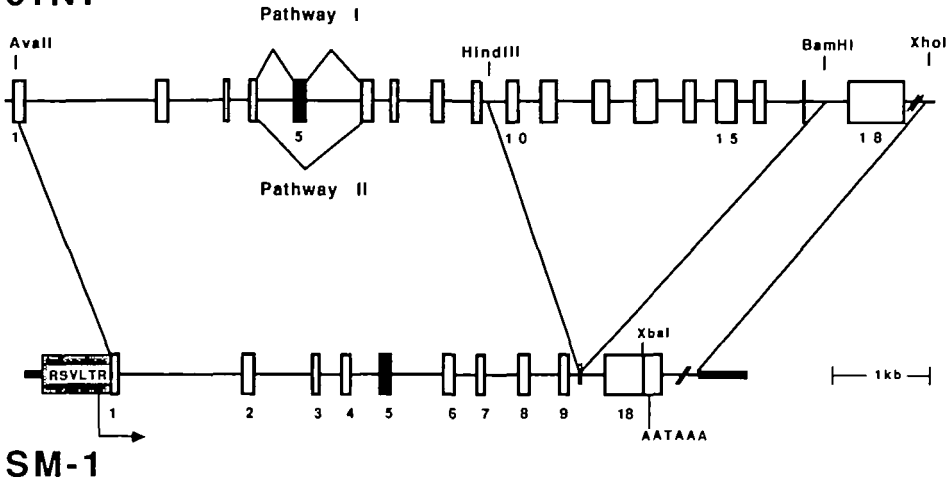 Pathway I
AvaII HindIII BamHI XhoI
1 5 10 15 18
Pathway II
XbaI
RSVLTR
1kb
1 2 3 4 5 6 7 8 9 18
AATAAA
SM-1